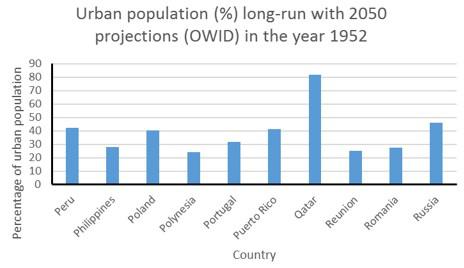 Urban population (%) long-run with 2050
projections (OWID) in the year 1952
Percentage of urban population
90
80
70
60
50
40
30
20
10
0
Peru
Philippines
Poland
Polynesia
Portugal
Puerto Rico
Qatar
Reunion
Romania
Russia
Country